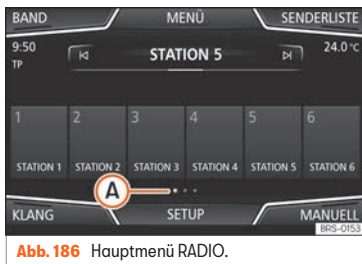 BAND MENÜ SENDERLISTE
9:50 STATION 5 24.0 °C
TP
1 2 3 4 5 6
STATION 1 STATION 2 STATION 3 STATION 4 STATION 5 STATION 6
A
KLANG SETUP MANUELL
BRS-0153
Abb. 186 Hauptmenü RADIO.